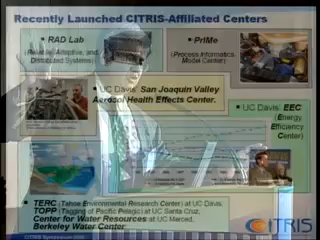 Recently Launched CITRIS-Affiliated Centers
RAD Lab
(Reliable, Adaptive, and
Distributed Systems)
PrIMe
(Process Informatics
Model Center)
UC Davis: San Joaquin Valley
Aerosol Health Effects Center.
UC Davis: EEC
(Energy
Efficiency
Center)
TERC (Tahoe Environmental Research Center) at UC Davis
TOPP (Tagging of Pacific Pelagic) at UC Santa Cruz,
Center for Water Resources at UC Merced,
Berkeley Water Center
CITRIS